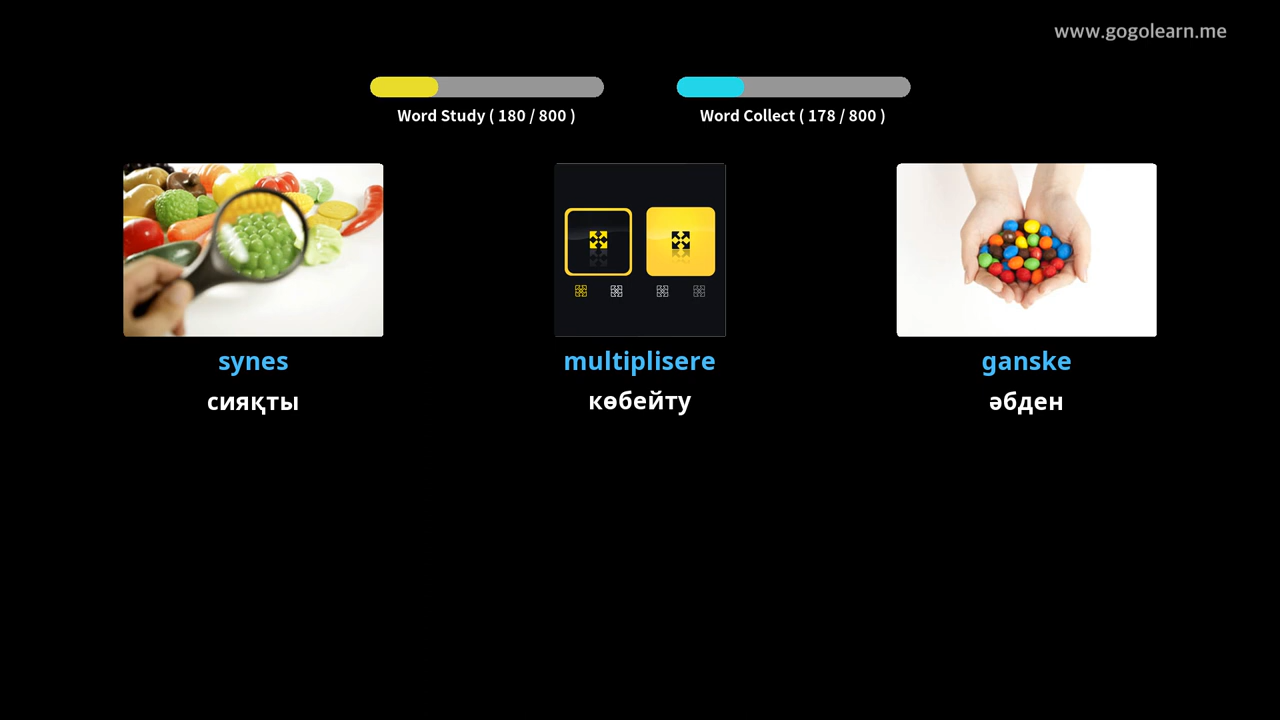 www.gogolearn.me
Word Study ( 180 / 800 )
Word Collect ( 178 / 800 )
synes
multiplisere
ganske
сияқты
көбейту
әбден